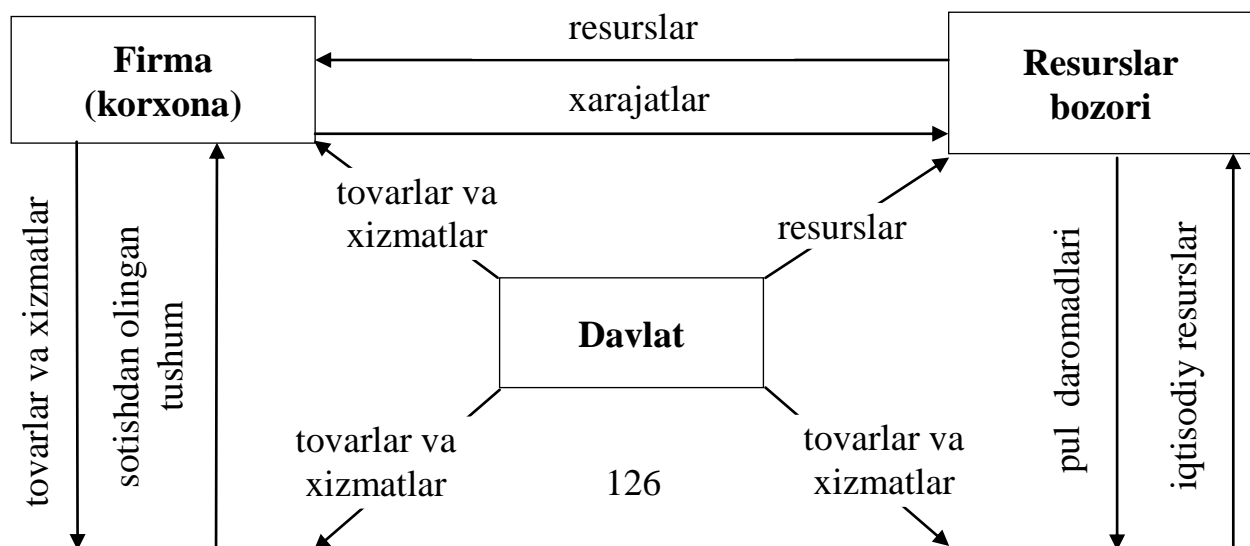 resurslar
Firma
(korxona)
Resurslar
bozori
xarajatlar
tovarlar va
xizmatlar
resurslar
tovarlar va xizmatlar
sotishdan olingan
tushum
Davlat
pul daromadlari
iqtisodiy resurslar
tovarlar va
xizmatlar
126
tovarlar va
xizmatlar